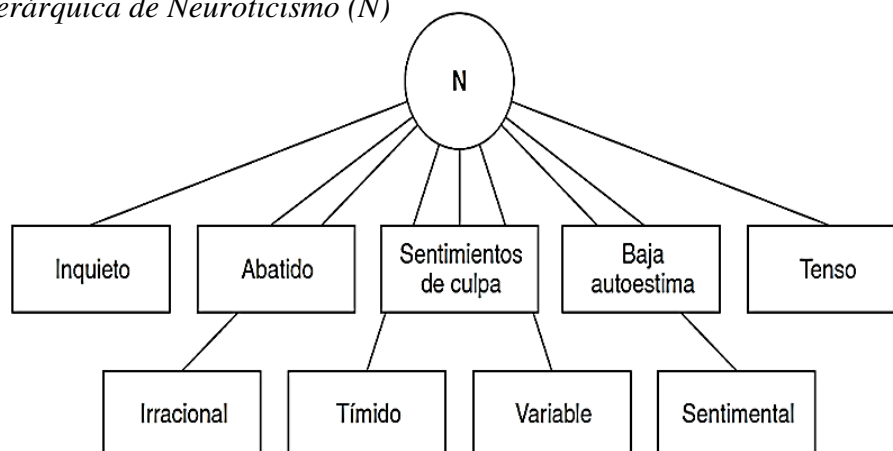 erárquica de Neuroticismo (N)
N
Inquieto
Abatido
Sentimientos
de culpa
Baja
autoestima
Tenso
Irracional
Tímido
Variable
Sentimental